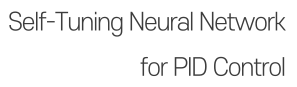 Self-Tuning Neural Network
for PID Control